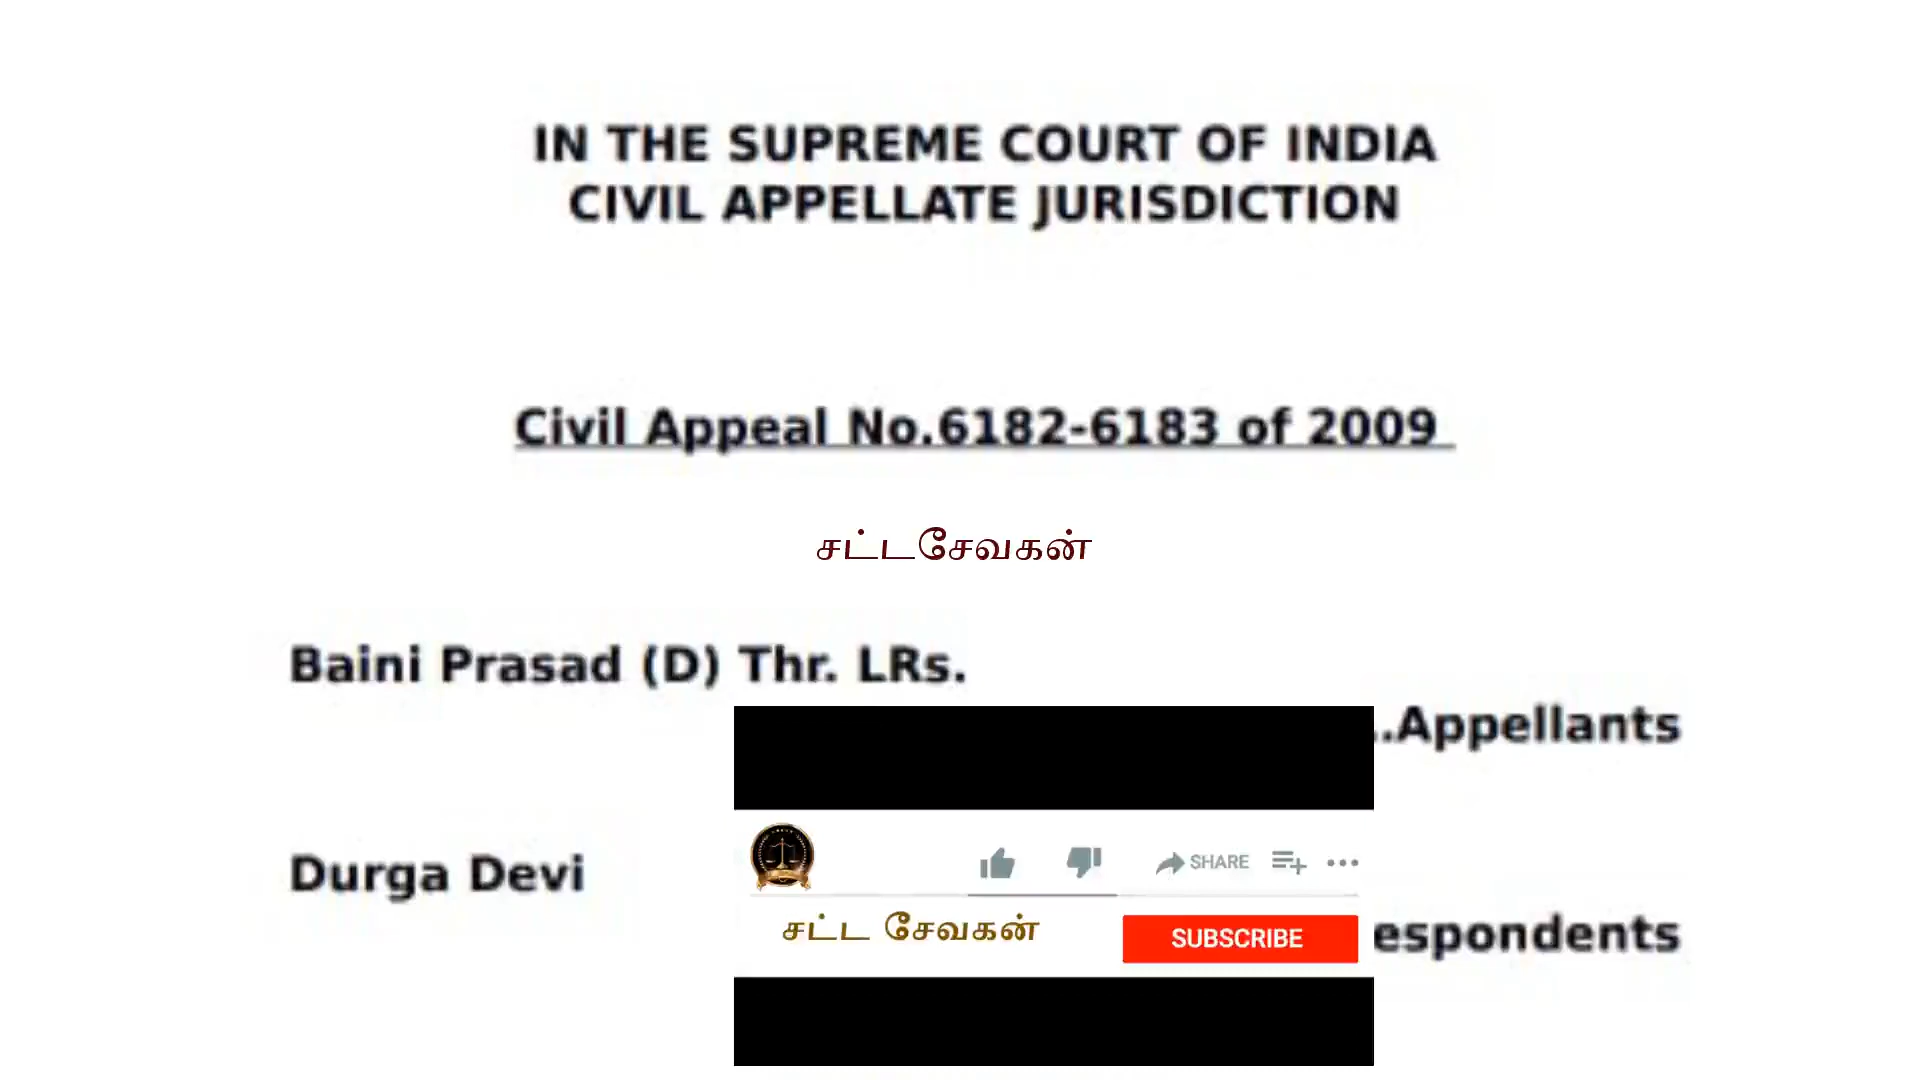 IN THE SUPREME COURT OF INDIA
CIVIL APPELLATE JURISDICTION
Civil Appeal No.6182-6183 of 2009
சட்டசேவகன்
Baini Prasad (D) Thr. LRs.
..Appellants
Durga Devi
SHARE
சட்ட சேவகன்
SUBSCRIBE
espondents